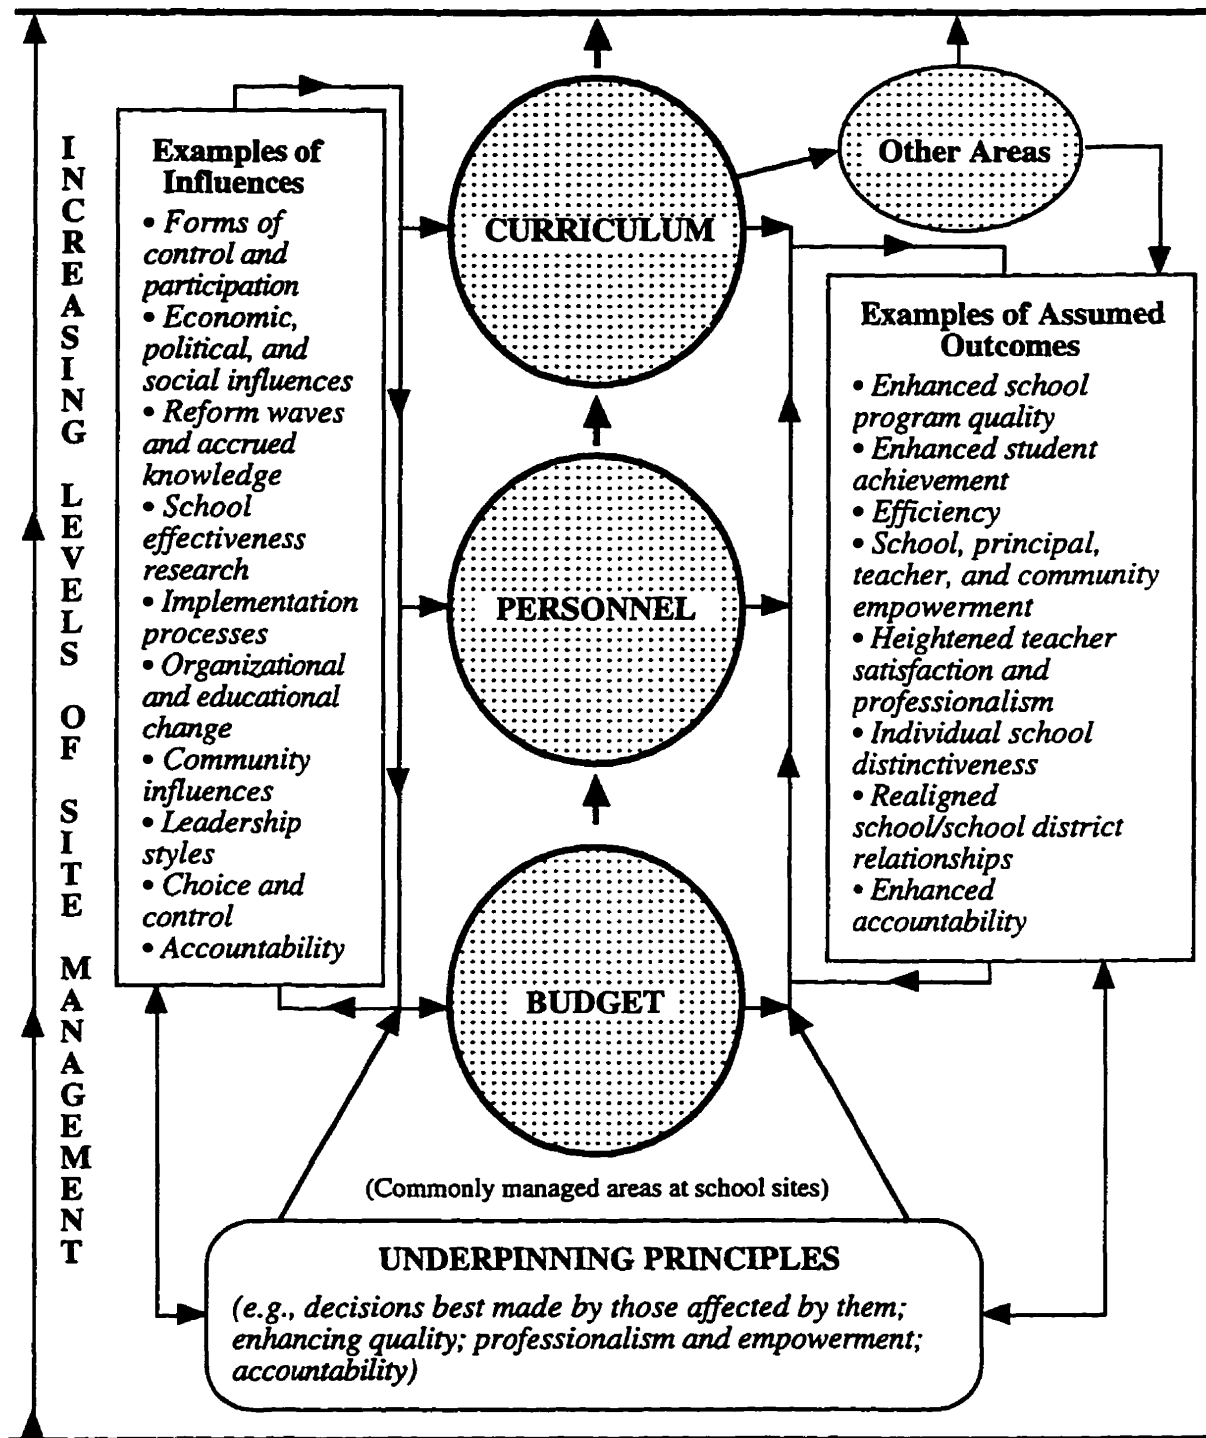 INCREASING LEVELS OF SITE MANAGEMENT
Examples of
Influences
• Forms of
control and
participation
• Economic,
political, and
social influences
• Reform waves
and accrued
knowledge
• School
effectiveness
research
• Implementation
processes
• Organizational
and educational
change
• Community
influences
• Leadership
styles
• Choice and
control
• Accountability
CURRICULUM
PERSONNEL
BUDGET
(Commonly managed areas at school sites)
Other Areas
Examples of Assumed
Outcomes
• Enhanced school
program quality
• Enhanced student
achievement
• Efficiency
• School, principal,
teacher, and community
empowerment
• Heightened teacher
satisfaction and
professionalism
• Individual school
distinctiveness
• Realigned
school/school district
relationships
• Enhanced
accountability
UNDERPINNING PRINCIPLES
(e.g., decisions best made by those affected by them;
enhancing quality; professionalism and empowerment;
accountability)